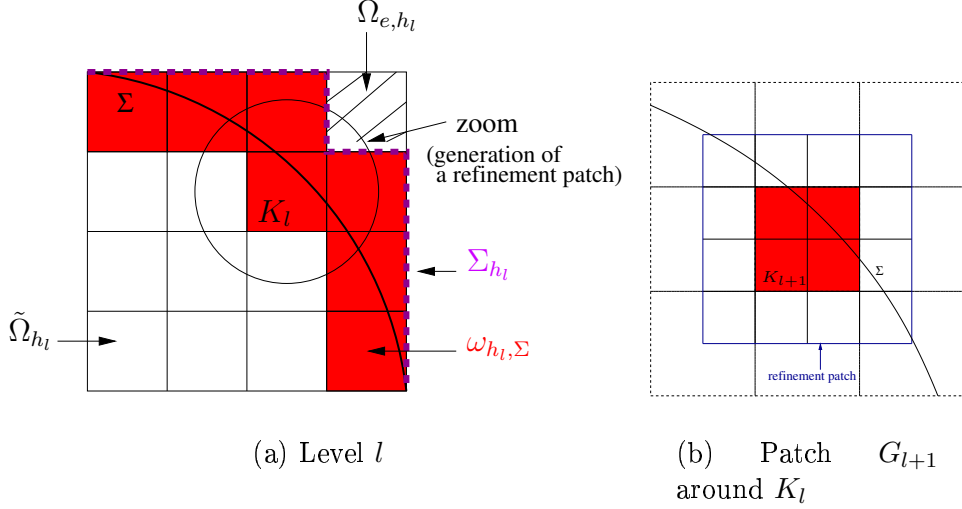 Ω_{e,h_l}
Σ
zoom
(generation of
a refinement patch)
K_l
Σ_{h_l}
Ω̃_{h_l}
ω_{h_l,Σ}
(a) Level l
K_{l+1}
Σ
refinement patch
(b) Patch G_{l+1}
around K_l